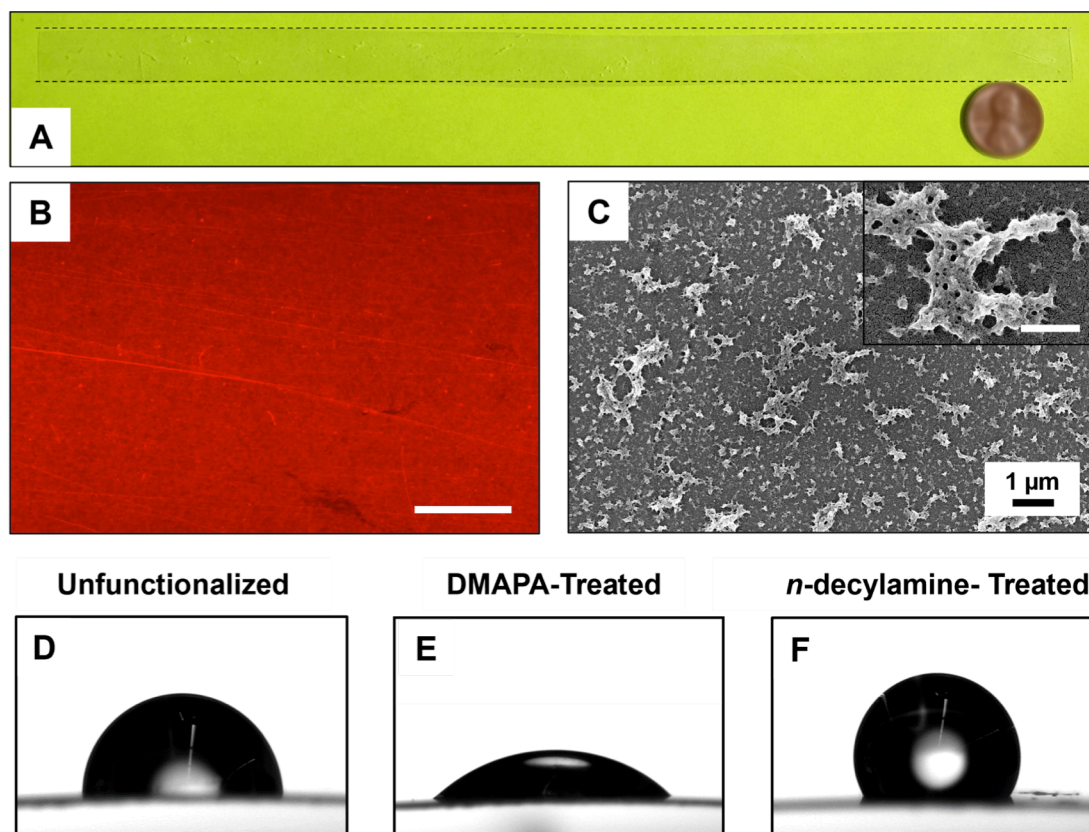 A
B
C
1 µm
Unfunctionalized
DMAPA-Treated
n-decylamine- Treated
D
E
F